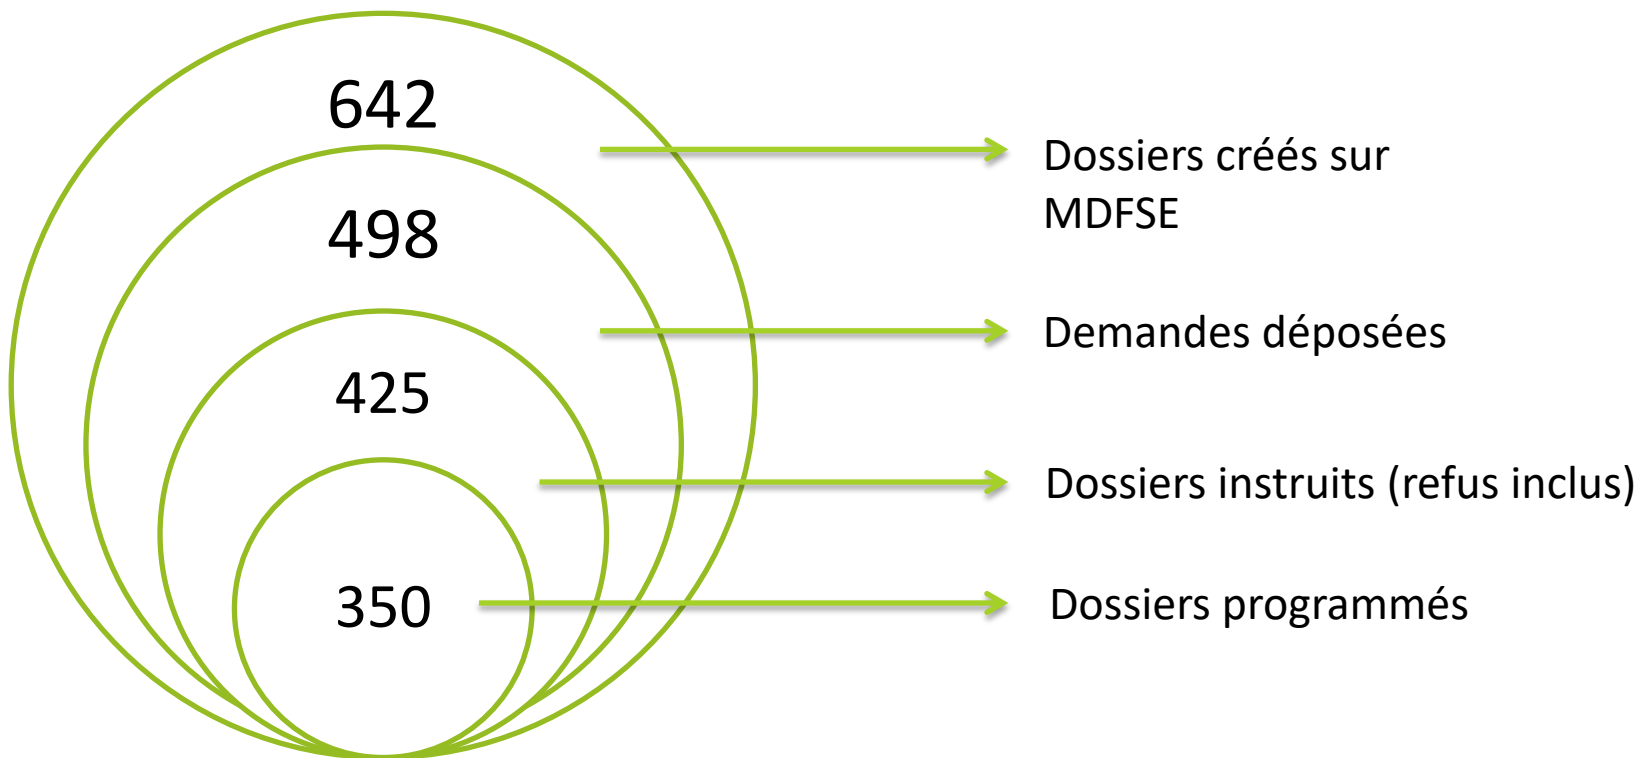 642
Dossiers créés sur
MDFSE
498
Demandes déposées
425
Dossiers instruits (refus inclus)
350
Dossiers programmés